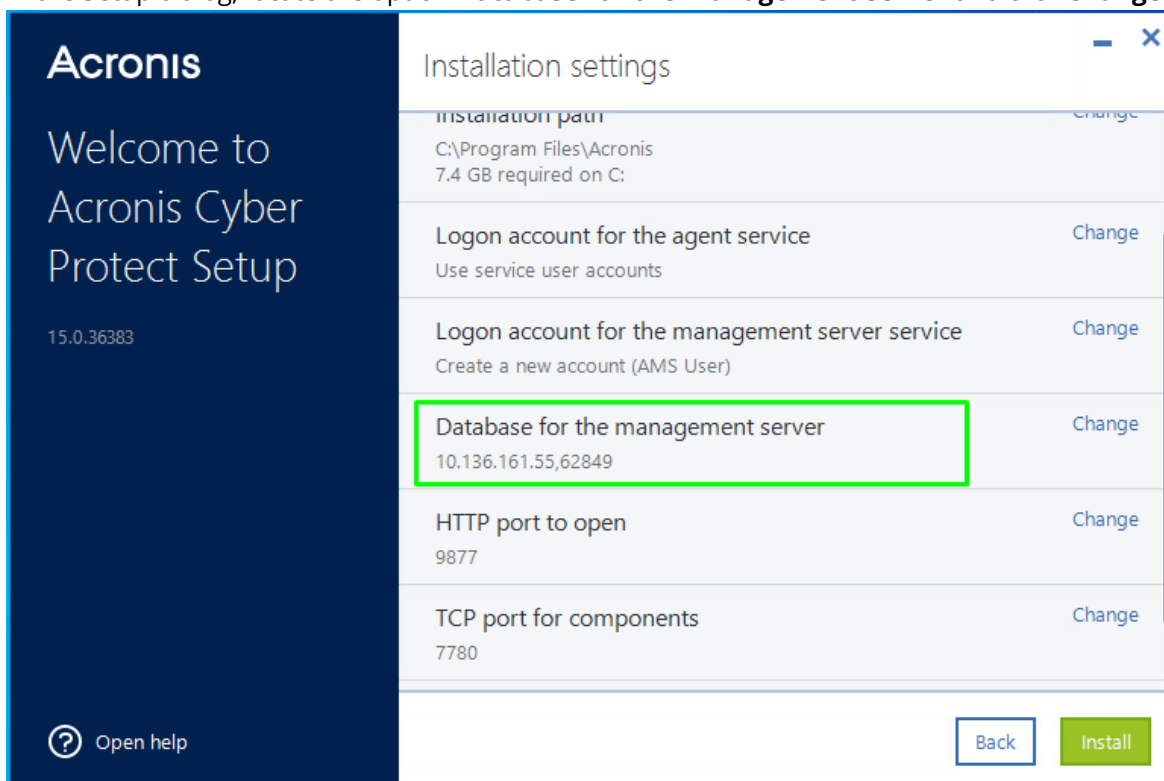 Acronis
Welcome to
Acronis Cyber
Protect Setup
15.0.36383
Open help
Installation settings
Installation path
Change
C:\Program Files\Acronis
7.4 GB required on C:
Logon account for the agent service
Change
Use service user accounts
Logon account for the management server service
Change
Create a new account (AMS User)
Database for the management server
Change
10.136.161.55,62849
HTTP port to open
Change
9877
TCP port for components
Change
7780
Back
Install